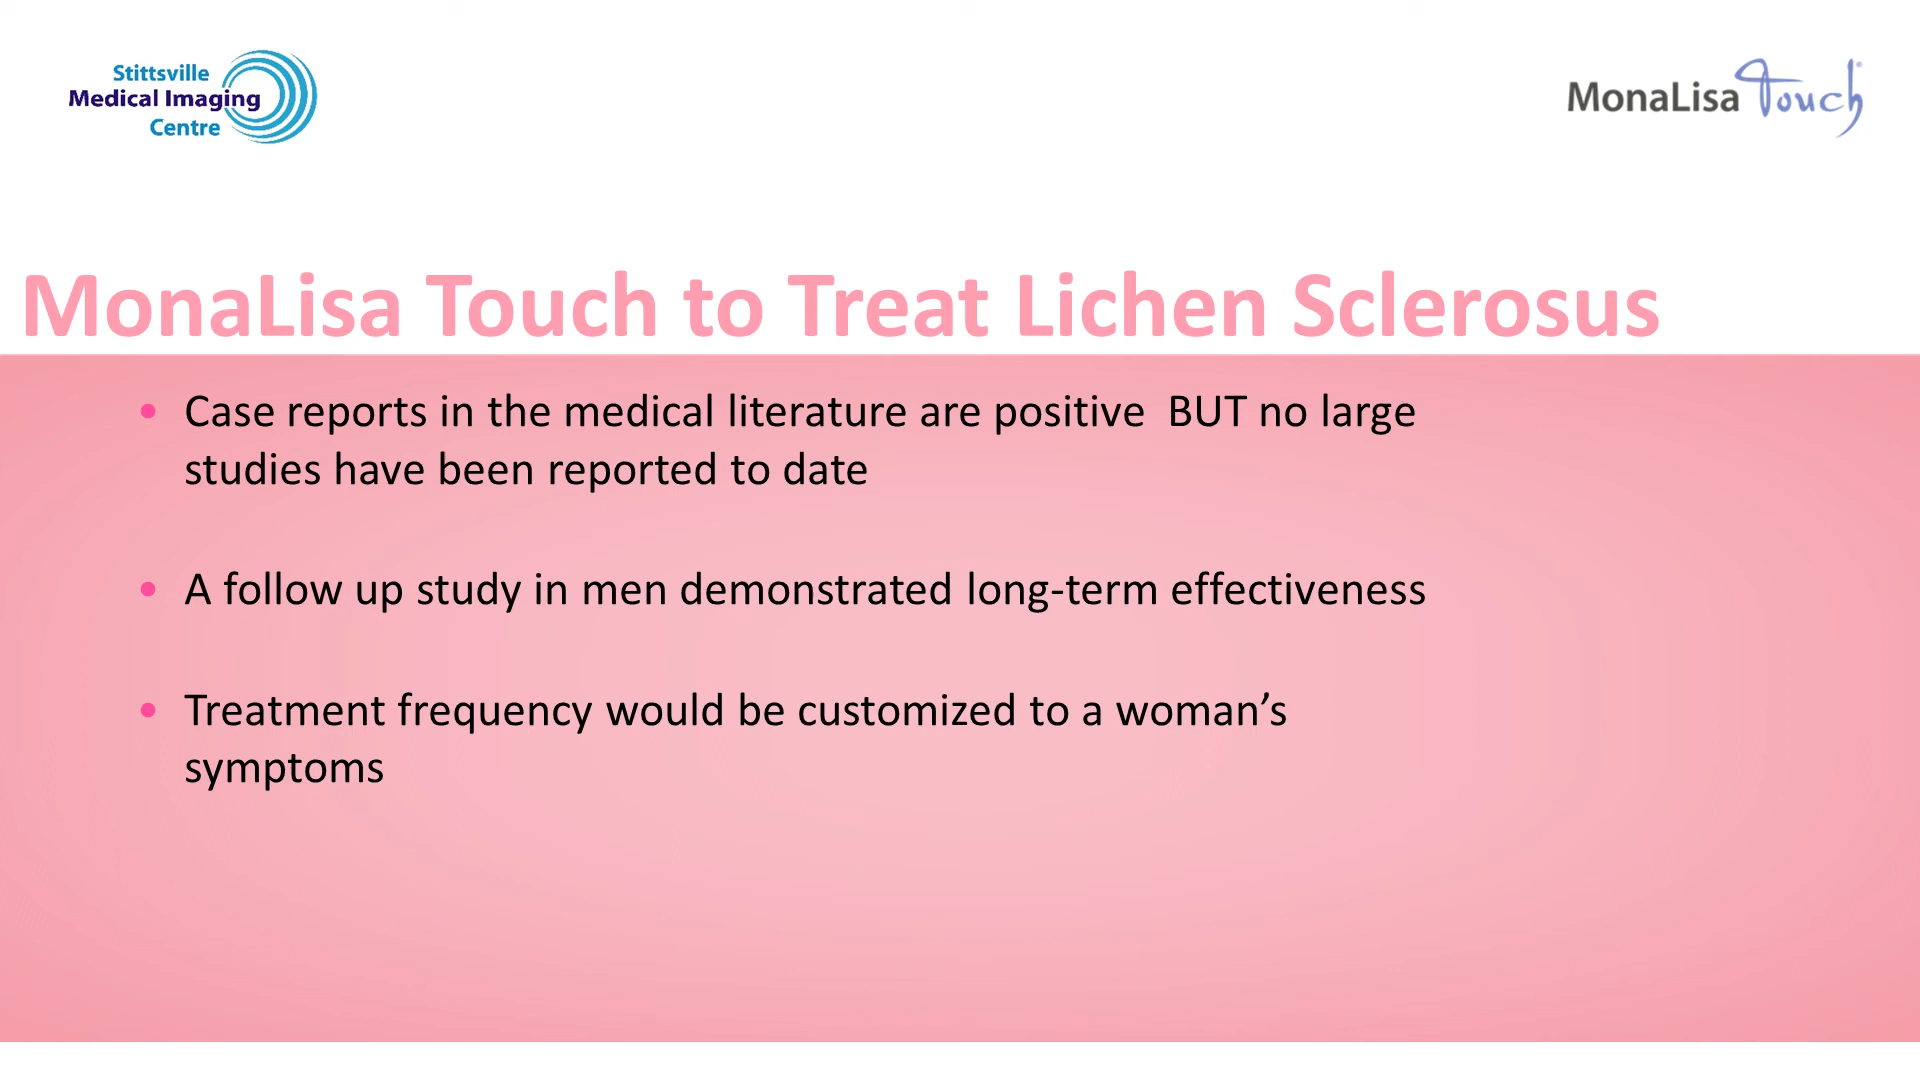 Stittsville
Medical Imaging
Centre
MonaLisa Touch
MonaLisa Touch to Treat Lichen Sclerosus
• Case reports in the medical literature are positive  BUT no large
studies have been reported to date
• A follow up study in men demonstrated long-term effectiveness
• Treatment frequency would be customized to a woman’s
symptoms